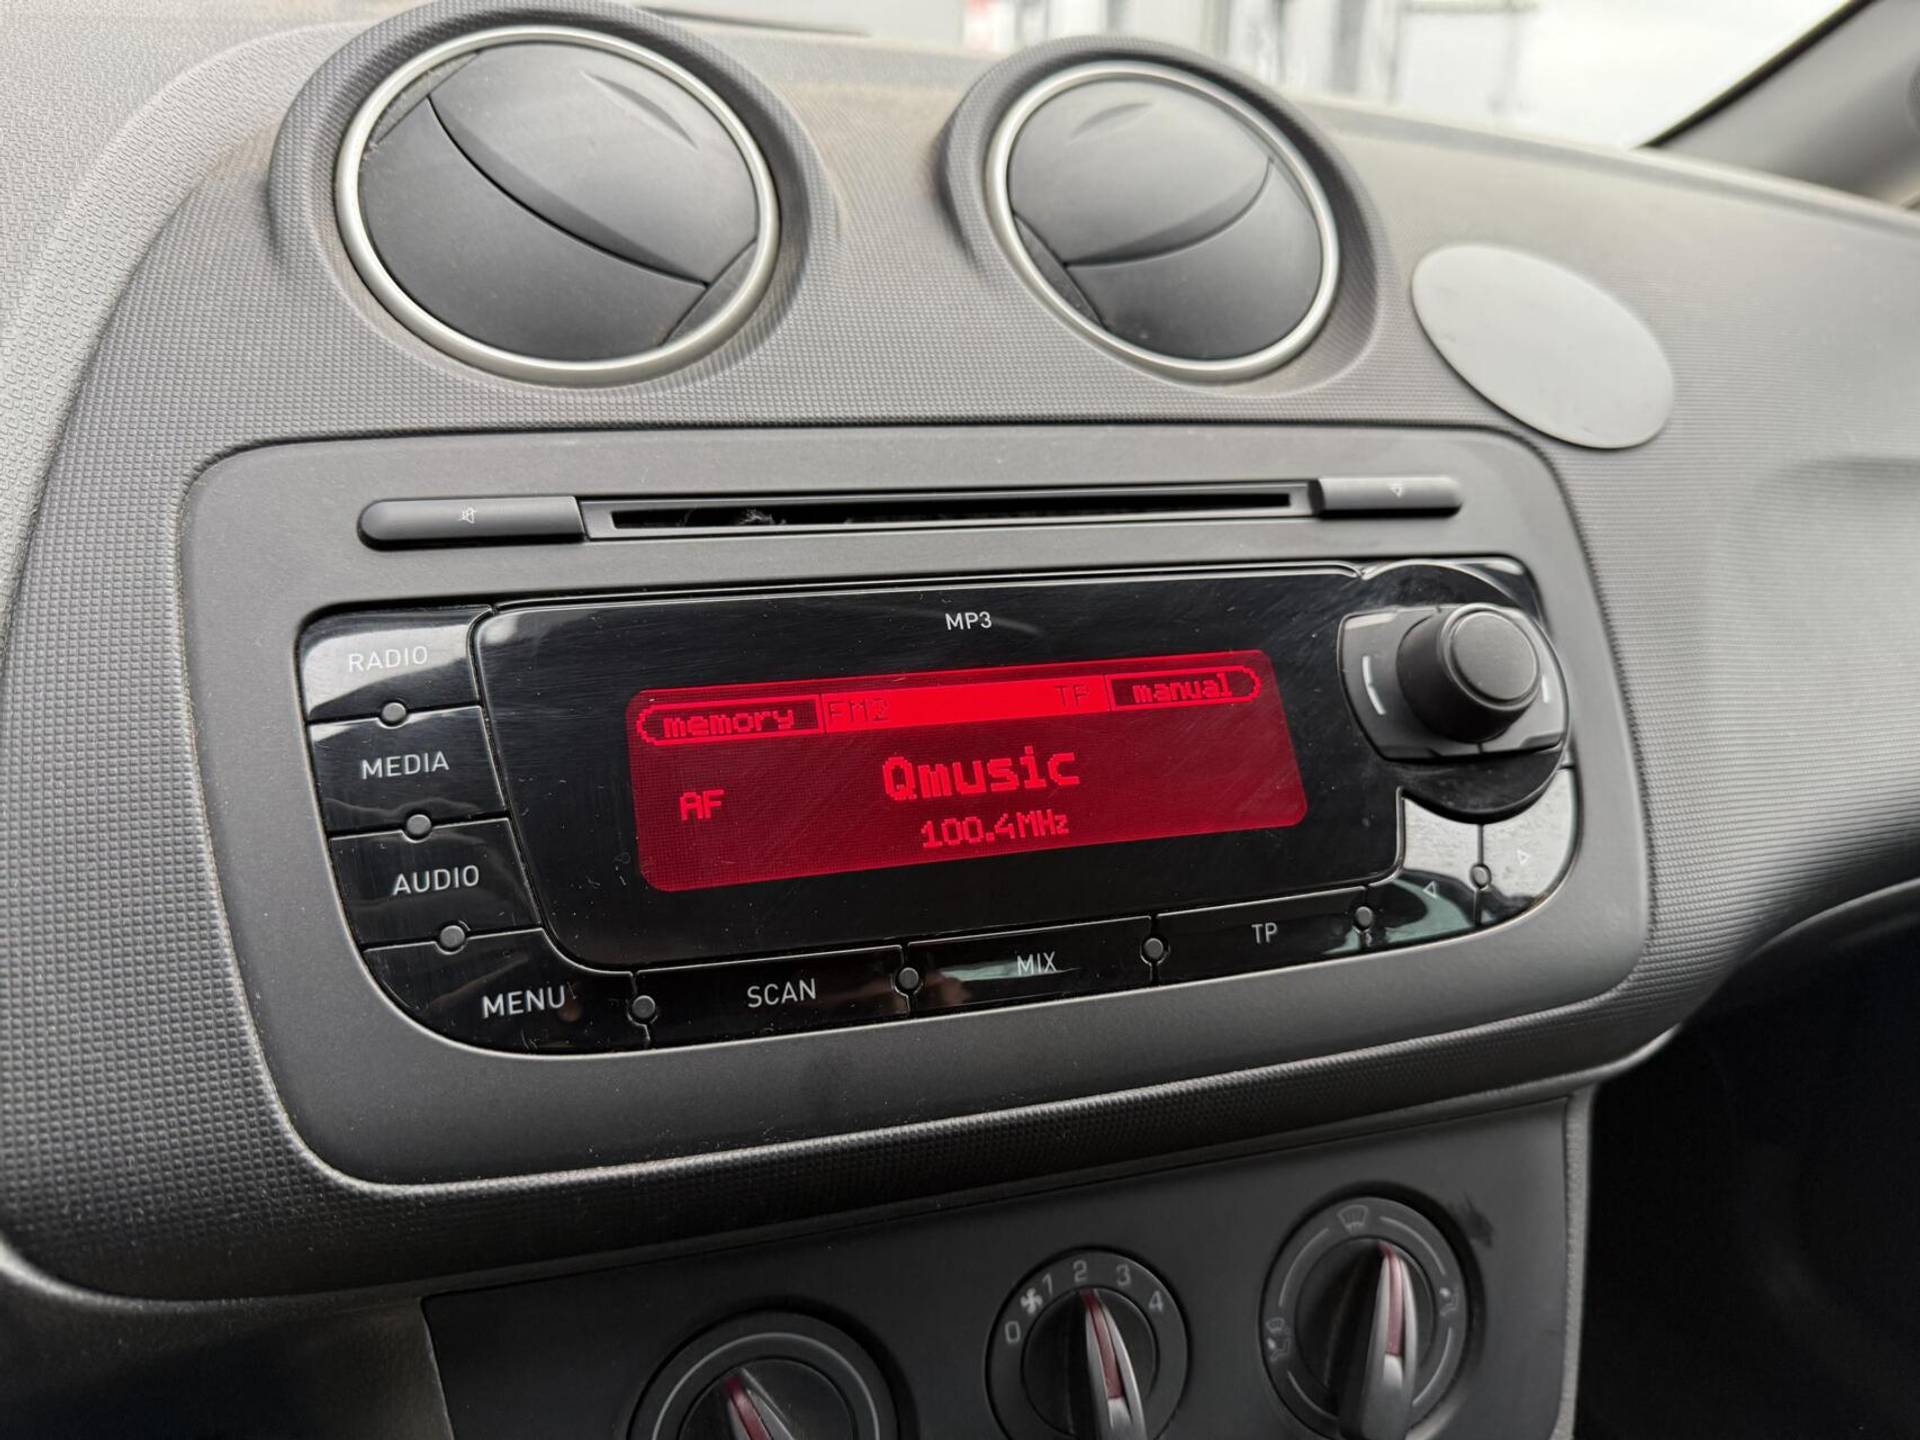 MP3
RADIO
MEDIA
AUDIO
MENU
SCAN
MIX
TP
memory FM2 TP manual
Qmusic
AF
100.4MHz
0 1 2 3 4